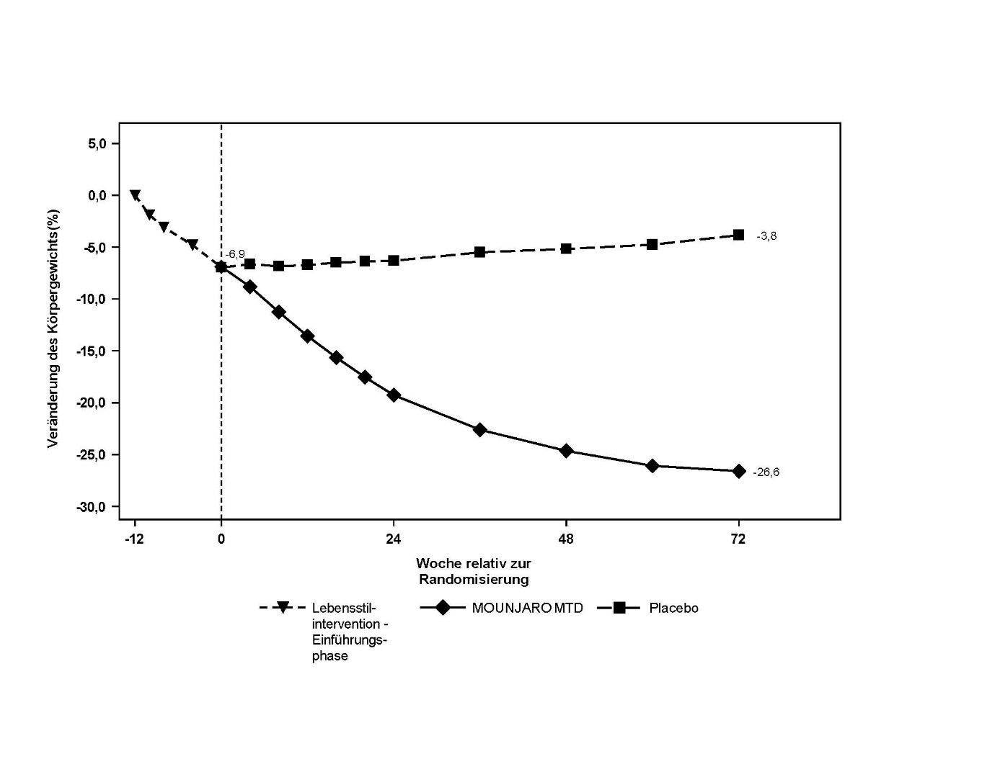 5,0
0,0
-5,0
-10,0
-15,0
-20,0
-25,0
-30,0
Veränderung des Körpergewichts(%)
-6,9
-3,8
-26,6
-12 0 24 48 72
Woche relativ zur
Randomisierung
Lebensstil-
intervention -
Einführungs-
phase
MOUNJARO MTD
Placebo